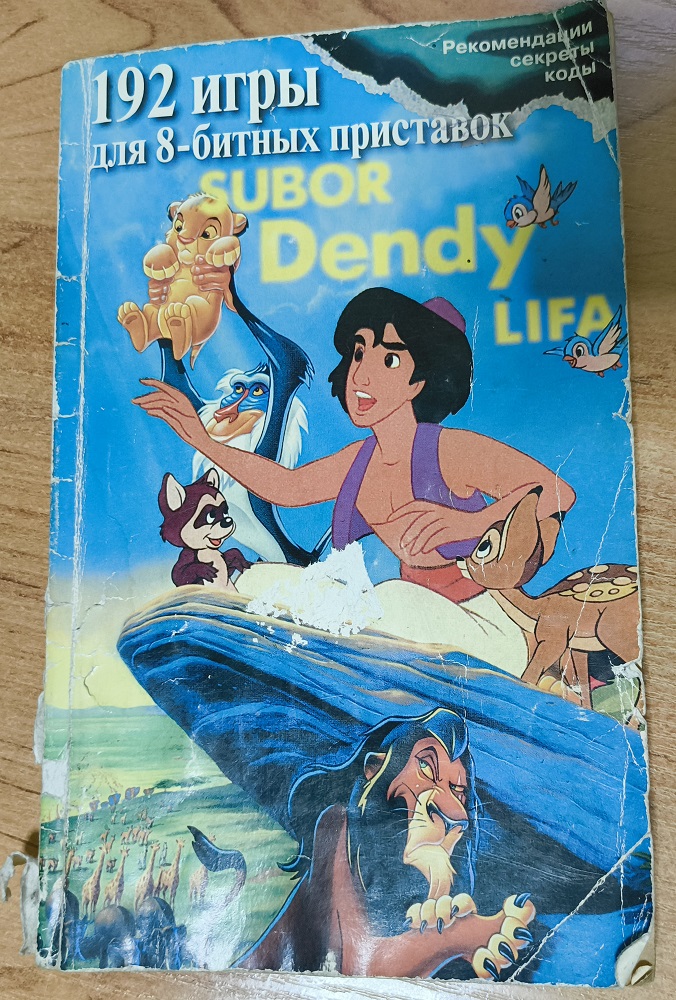 Рекомендации
секреты
коды
192 игры
для 8-битных приставок
SUBOR
Dendy
LIFA